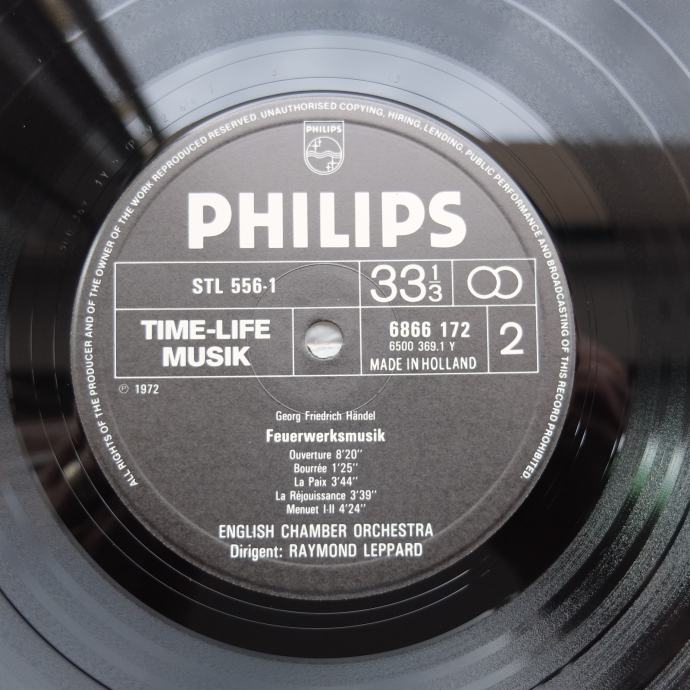 ALL RIGHTS OF THE PRODUCER AND OF THE OWNER OF THE WORK REPRODUCED RESERVED. UNAUTHORISED COPYING, HIRING, LENDING, PUBLIC PERFORMANCE AND BROADCASTING OF THIS RECORD PROHIBITED.
PHILIPS
PHILIPS
STL 556-1
33 1/3
TIME-LIFE
MUSIK
6866 172
6500 369.1 Y
MADE IN HOLLAND
2
℗ 1972
Georg Friedrich Händel
Feuerwerksmusik
Ouverture 8'20''
Bourrée 1'25''
La Paix 3'44''
La Réjouissance 3'39''
Menuet I-II 4'24''
ENGLISH CHAMBER ORCHESTRA
Dirigent: RAYMOND LEPPARD